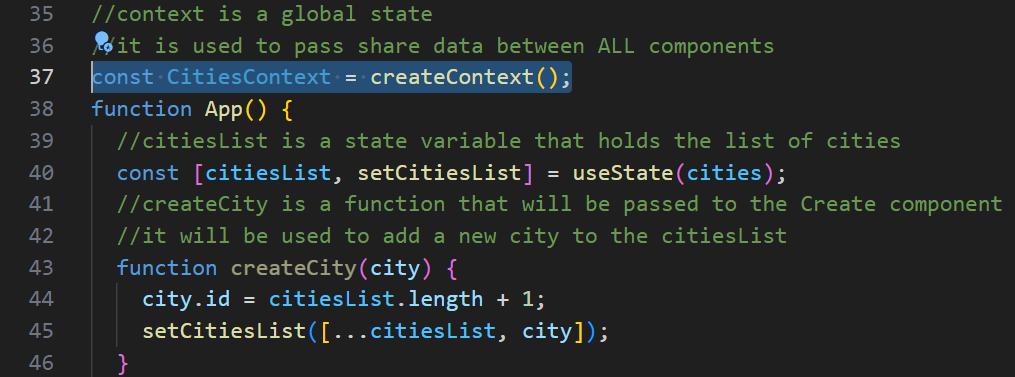 35 //context is a global state
36 //it is used to pass share data between ALL components
37 const CitiesContext = createContext();
38 function App() {
39 //citiesList is a state variable that holds the list of cities
40 const [citiesList, setCitiesList] = useState(cities);
41 //createCity is a function that will be passed to the Create component
42 //it will be used to add a new city to the citiesList
43 function createCity(city) {
44 city.id = citiesList.length + 1;
45 setCitiesList([...citiesList, city]);
46 }